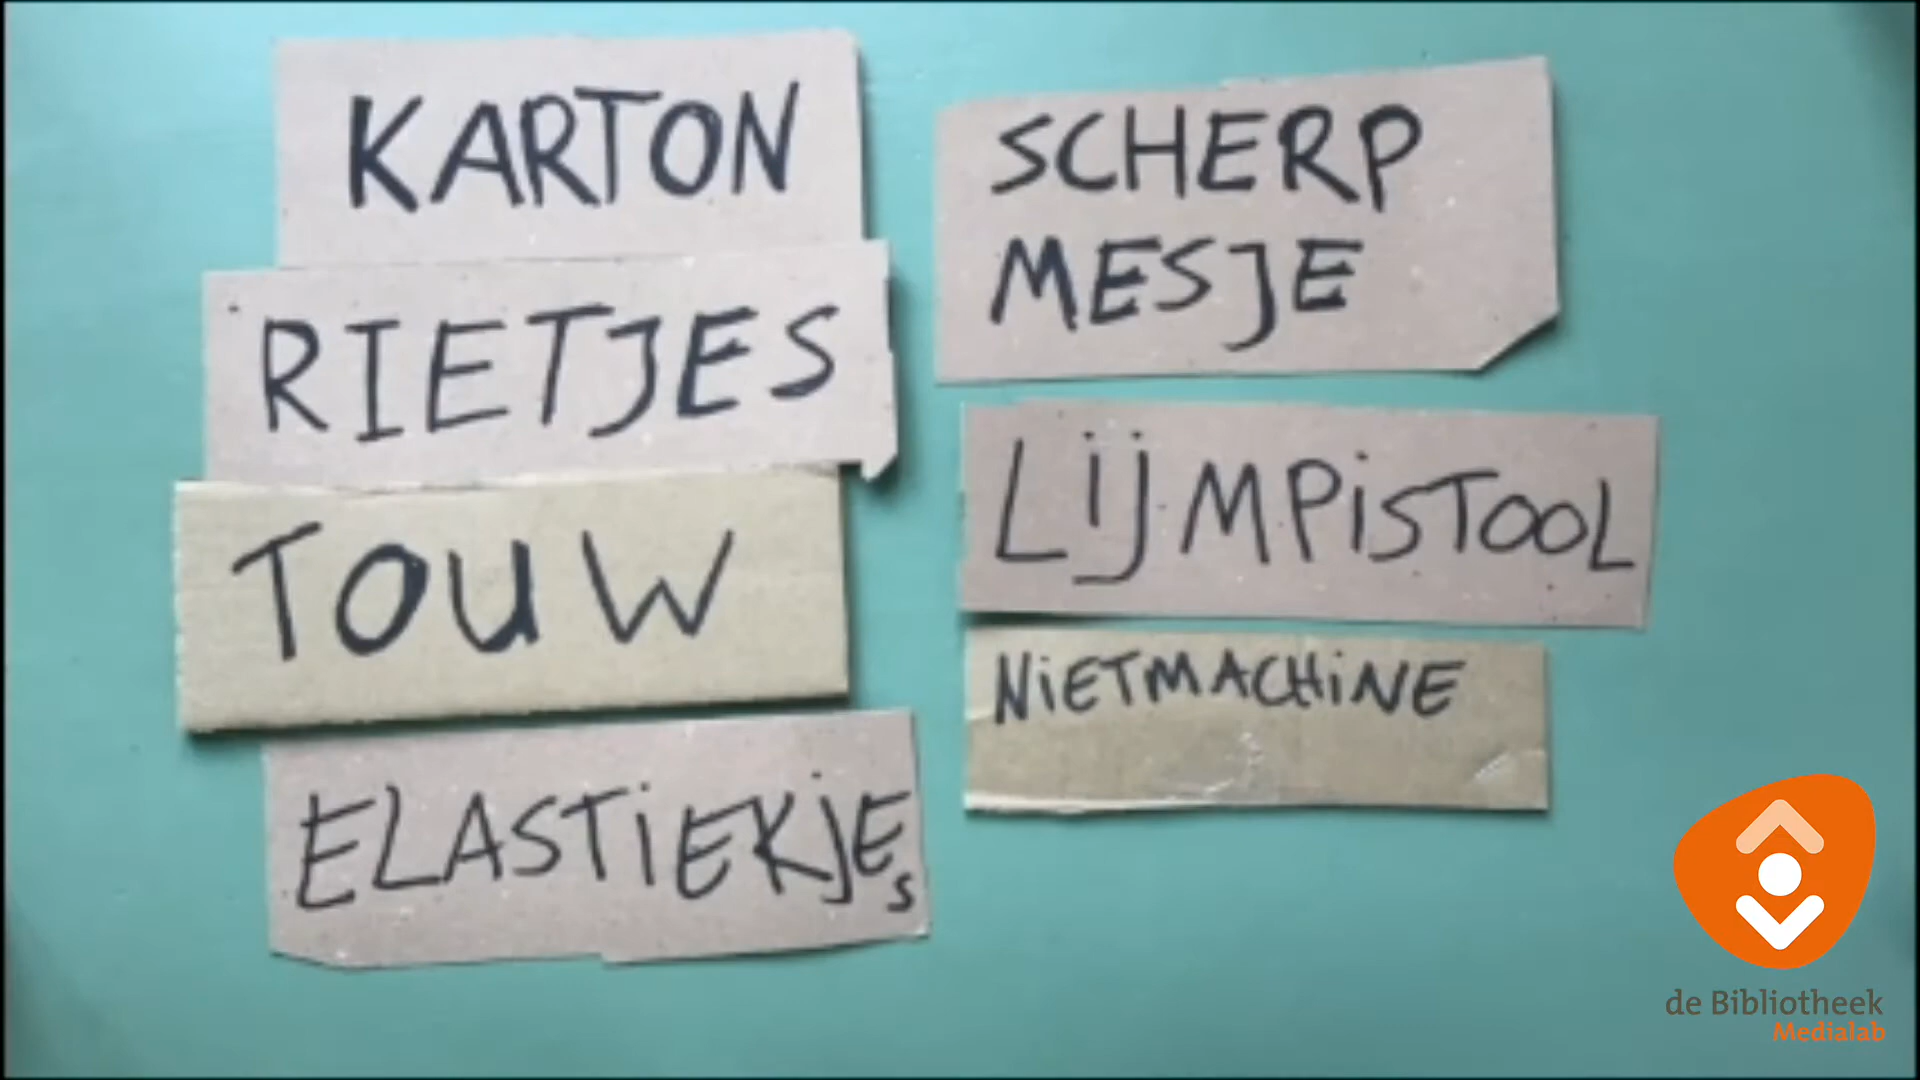 KARTON
RIETJES
TOUW
ELASTiEKjES
SCHERP
MESJE
LijMPiSTOOL
NiETMACHiNE
de Bibliotheek
Medialab